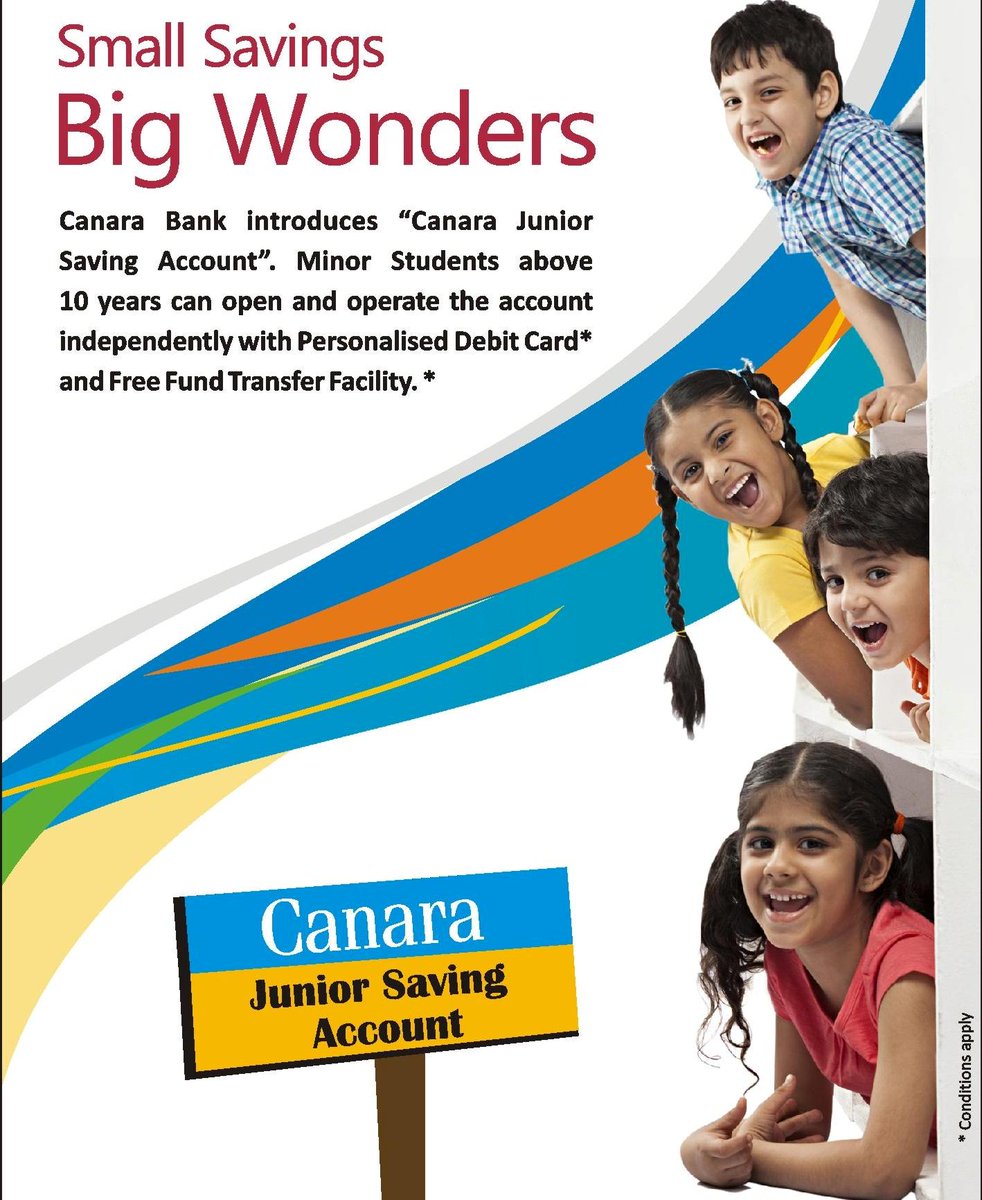 Small Savings
Big Wonders
Canara Bank introduces “Canara Junior
Saving Account”. Minor Students above
10 years can open and operate the account
independently with Personalised Debit Card*
and Free Fund Transfer Facility. *
Canara
Junior Saving
Account
* Conditions apply